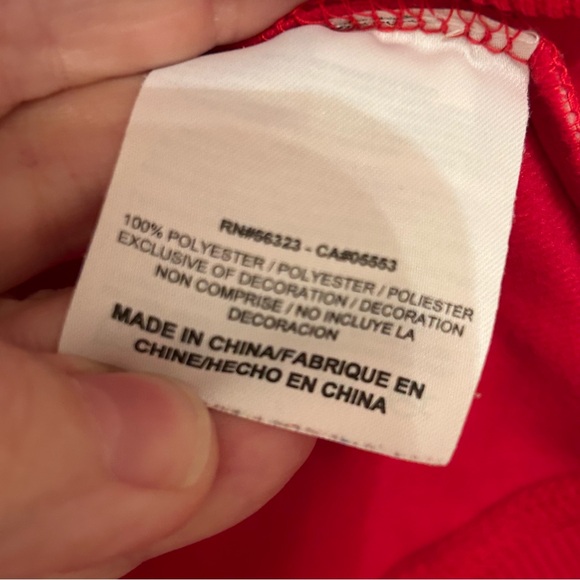 RN#56323 - CA#05553
100% POLYESTER / POLYESTER / POLIESTER
EXCLUSIVE OF DECORATION / DECORATION
NON COMPRISE / NO INCLUYE LA
DECORACION
MADE IN CHINA/FABRIQUE EN
CHINE/HECHO EN CHINA